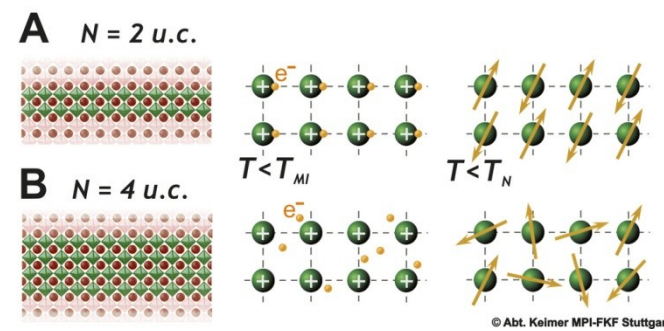 A N = 2 u.c.
e-
+ + + +
+ + + +
T<T_MI T<T_N
B N = 4 u.c.
e-
+ + + +
+ + + +
© Abt. Keimer MPI-FKF Stuttgar